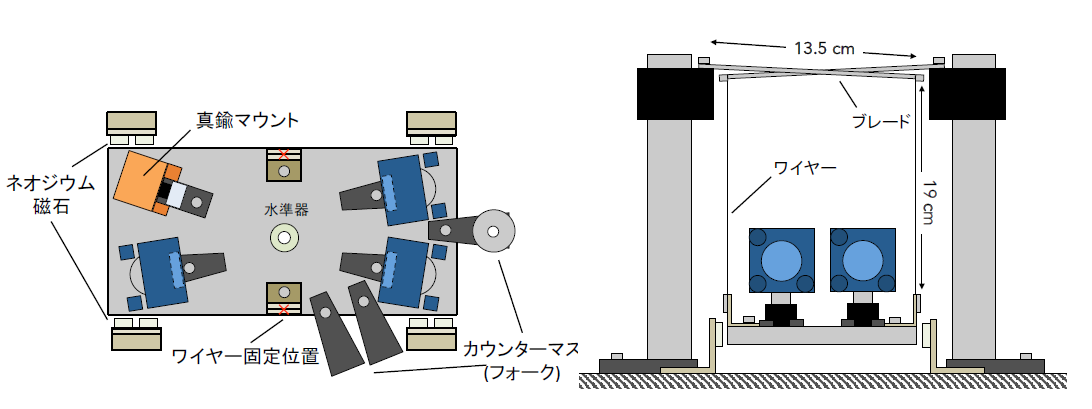 真鍮マウント
ネオジウム
磁石
水準器
ワイヤー固定位置
カウンターマス
(フォーク)
13.5 cm
ブレード
ワイヤー
19 cm